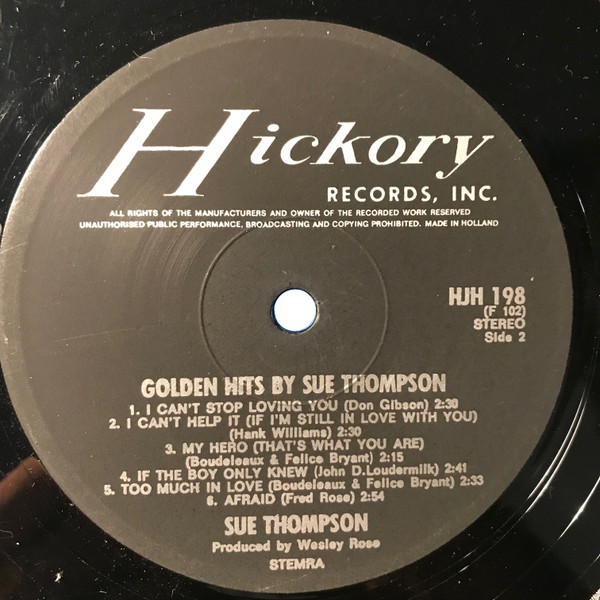 Hickory
RECORDS, INC.
ALL RIGHTS OF THE MANUFACTURERS AND OWNER OF THE RECORDED WORK RESERVED
UNAUTHORISED PUBLIC PERFORMANCE, BROADCASTING AND COPYING PROHIBITED. MADE IN HOLLAND
HJH 198
(F 102)
STEREO
Side 2
GOLDEN HITS BY SUE THOMPSON
1. I CAN'T STOP LOVING YOU (Don Gibson) 2:30
2. I CAN'T HELP IT (IF I'M STILL IN LOVE WITH YOU)
(Hank Williams) 2:30
3. MY HERO (THAT'S WHAT YOU ARE)
(Boudeleaux & Felice Bryant) 2:15
4. IF THE BOY ONLY KNEW (John D.Loudermilk) 2:41
5. TOO MUCH IN LOVE (Boudeleaux & Felice Bryant) 2:33
6. AFRAID (Fred Rose) 2:54
SUE THOMPSON
Produced by Wesley Rose
STEMRA